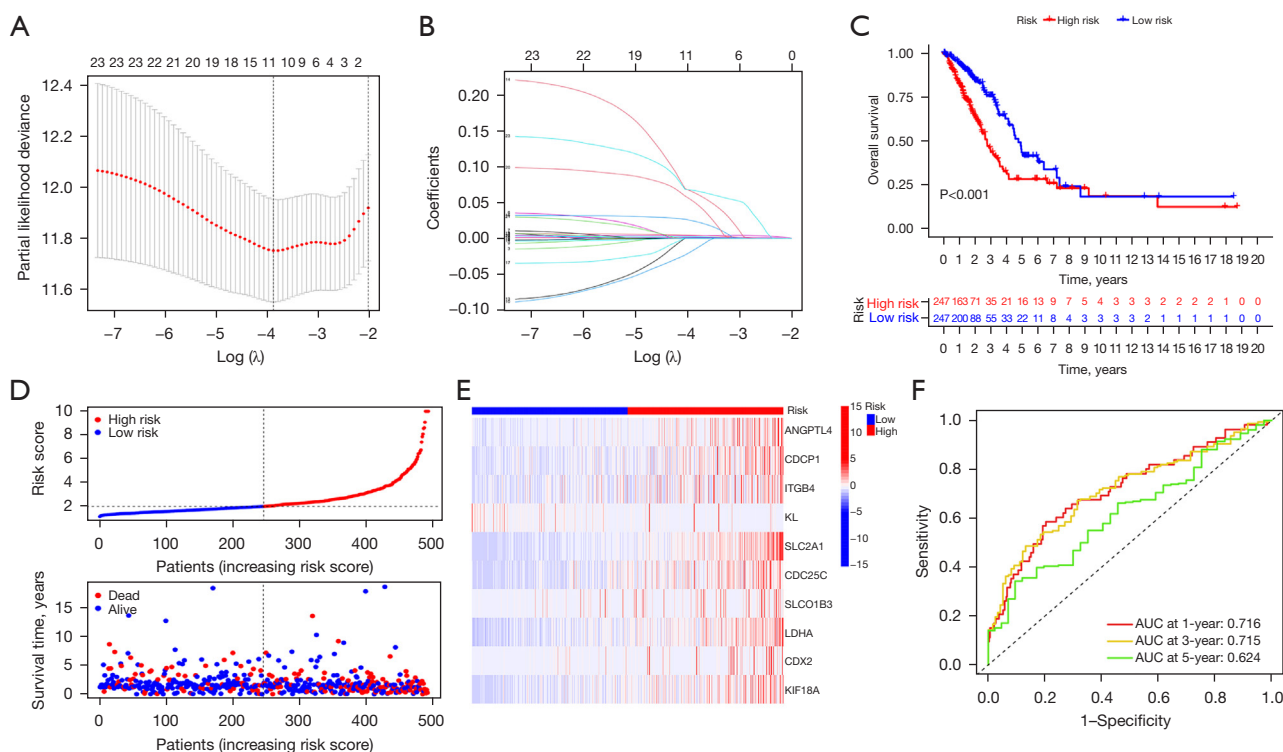 A
23 23 23 22 21 20 19 18 15 11 10 9 6 4 3 2
Partial likelihood deviance
12.4
12.2
12.0
11.8
11.6
−7 −6 −5 −4 −3 −2
Log (λ)
B
23 22 19 11 6 0
Coefficients
0.20
0.15
0.10
0.05
0.00
−0.05
−0.10
−7 −6 −5 −4 −3 −2
Log (λ)
C
Risk High risk Low risk
Overall survival
1.00
0.75
0.50
0.25
0.00
P<0.001
0 1 2 3 4 5 6 7 8 9 10 11 12 13 14 15 16 17 18 19 20
Time, years
Risk
High risk 247 163 71 35 21 16 13 9 7 5 4 3 3 3 2 2 2 2 1 0 0
Low risk 247 200 88 55 33 22 11 8 4 3 3 3 3 2 1 1 1 1 1 0 0
0 1 2 3 4 5 6 7 8 9 10 11 12 13 14 15 16 17 18 19 20
Time, years
D
Risk score
10
8
6
4
2
High risk
Low risk
0 100 200 300 400 500
Patients (increasing risk score)
Survival time, years
15
10
5
0
Dead
Alive
0 100 200 300 400 500
Patients (increasing risk score)
E
Risk
ANGPTL4
CDCP1
ITGB4
KL
SLC2A1
CDC25C
SLCO1B3
LDHA
CDX2
KIF18A
15
10
5
0
−5
−10
−15
Risk
Low
High
F
Sensitivity
1.0
0.8
0.6
0.4
0.2
0.0
AUC at 1-year: 0.716
AUC at 3-year: 0.715
AUC at 5-year: 0.624
0.0 0.2 0.4 0.6 0.8 1.0
1−Specificity